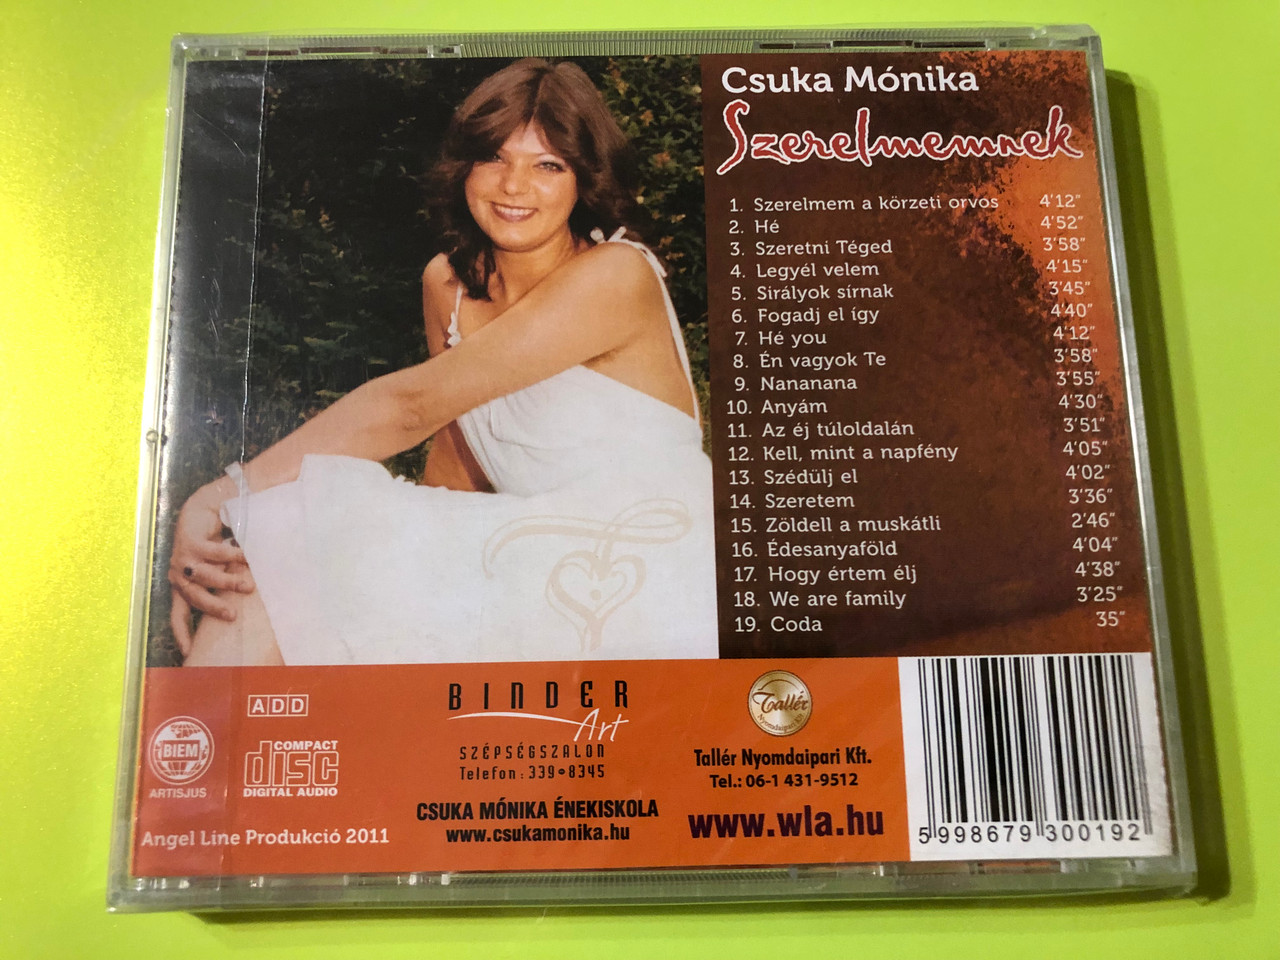 Csuka Mónika
Szerelmemnek
1. Szerelmem a körzeti orvos 4'12"
2. Hé 4'52"
3. Szeretni Téged 3'58"
4. Legyél velem 4'15"
5. Sirályok sírnak 3'45"
6. Fogadj el így 4'40"
7. Hé you 4'12"
8. Én vagyok Te 3'58"
9. Nananana 3'55"
10. Anyám 4'30"
11. Az éj túloldalán 3'51"
12. Kell, mint a napfény 4'05"
13. Szédülj el 4'02"
14. Szeretem 3'36"
15. Zöldell a muskátli 2'46"
16. Édesanyaföld 4'04"
17. Hogy értem élj 4'38"
18. We are family 3'25"
19. Coda 35"
BIEM
ARTISJUS
ADD
COMPACT
disc
DIGITAL AUDIO
Angel Line Produkció 2011
BINDER
Art
SZÉPSÉGSZALON
Telefon: 339•8345
CSUKA MÓNIKA ÉNEKISKOLA
www.csukamonika.hu
Tallér
Nyomdaipari Kft.
Tallér Nyomdaipari Kft.
Tel.: 06-1 431-9512
www.wla.hu
5 998679 300192